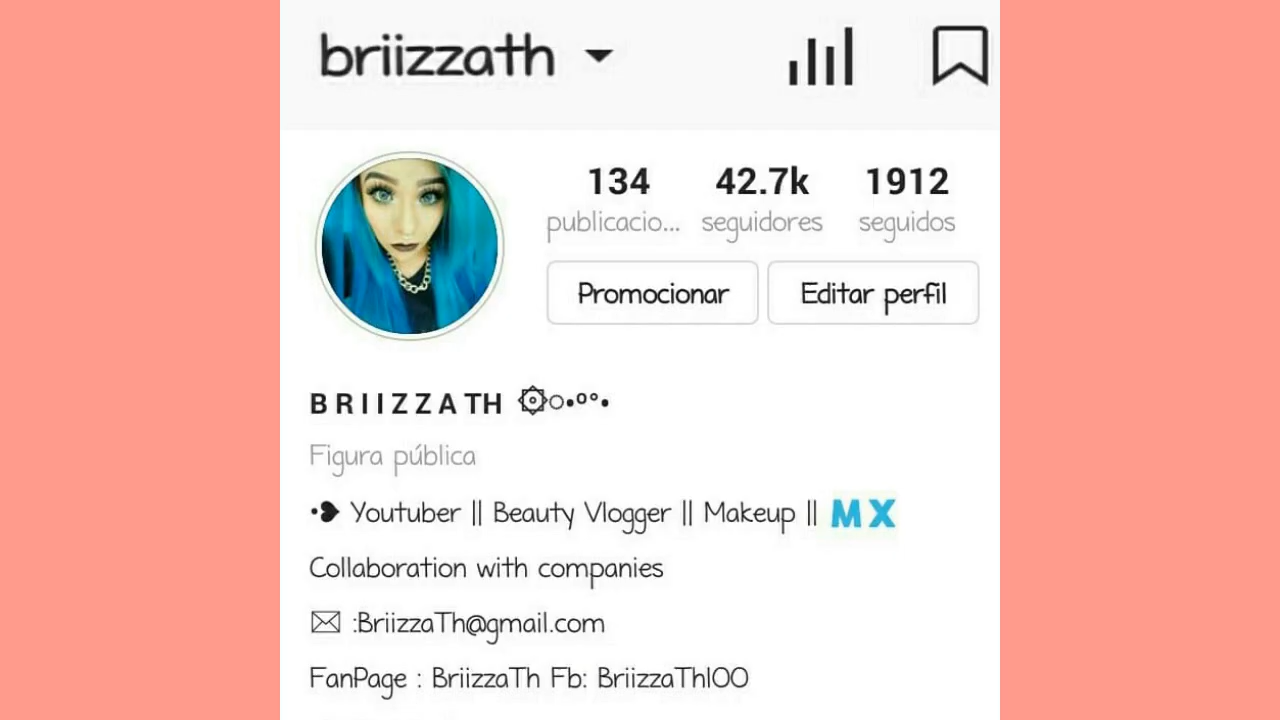 briizzath
134 42.7k 1912
publicacio... seguidores seguidos
Promocionar Editar perfil
B R I I Z Z A TH ۞○•°°•
Figura pública
•❥ Youtuber || Beauty Vlogger || Makeup || MX
Collaboration with companies
✉ :BriizzaTh@gmail.com
FanPage : BriizzaTh Fb: BriizzaTh100